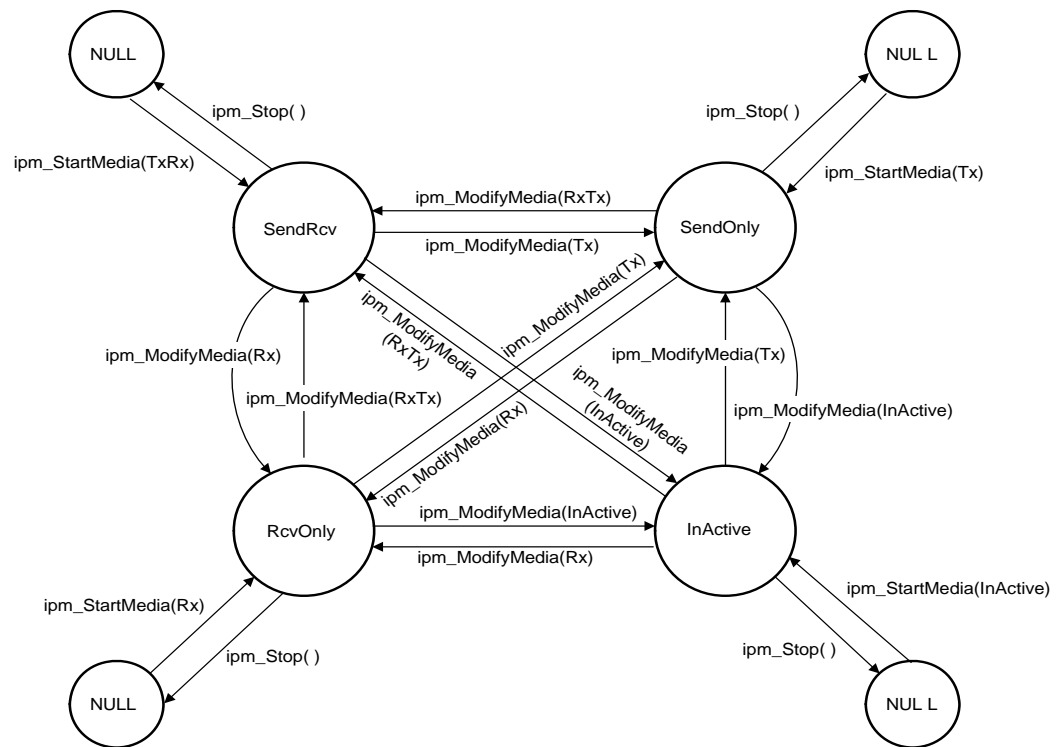 NULL
NUL L
ipm_Stop( )
ipm_Stop( )
ipm_StartMedia(TxRx)
ipm_StartMedia(Tx)
ipm_ModifyMedia(RxTx)
SendRcv
SendOnly
ipm_ModifyMedia(Tx)
ipm_ModifyMedia(Tx)
ipm_ModifyMedia
(RxTx)
ipm_ModifyMedia(Rx)
ipm_ModifyMedia(Tx)
ipm_ModifyMedia(RxTx)
ipm_ModifyMedia
(InActive)
ipm_ModifyMedia(InActive)
ipm_ModifyMedia(Rx)
ipm_ModifyMedia(InActive)
RcvOnly
InActive
ipm_ModifyMedia(Rx)
ipm_StartMedia(Rx)
ipm_StartMedia(InActive)
ipm_Stop( )
ipm_Stop( )
NULL
NUL L